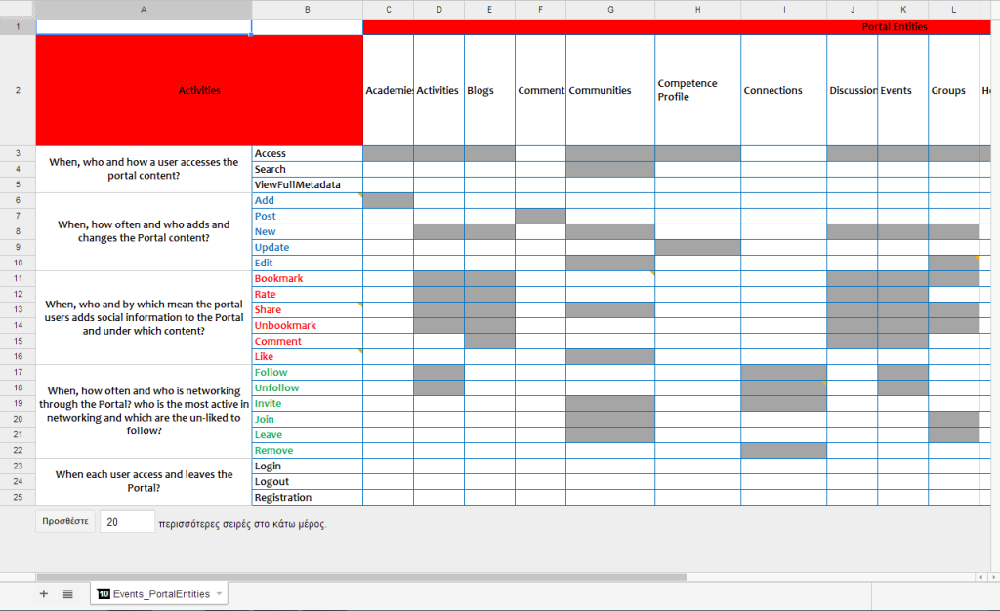 A B C D E F G H I J K L
1 Portal Entities
2 Activities Academies Activities Blogs Comment Communities Competence Profile Connections Discussion Events Groups
When, who and how a user accesses the
portal content?
3 Access
4 Search
5 ViewFullMetadata
When, how often and who adds and
changes the Portal content?
6 Add
7 Post
8 New
9 Update
10 Edit
When, who and by which mean the portal
users adds social information to the Portal
and under which content?
11 Bookmark
12 Rate
13 Share
14 Unbookmark
15 Comment
16 Like
When, how often and who is networking
through the Portal? who is the most active in
networking and which are the un-liked to
follow?
17 Follow
18 Unfollow
19 Invite
20 Join
21 Leave
22 Remove
When each user access and leaves the
Portal?
23 Login
24 Logout
25 Registration
Προσθέστε 20 περισσότερες σειρές στο κάτω μέρος.
10 Events_PortalEntities